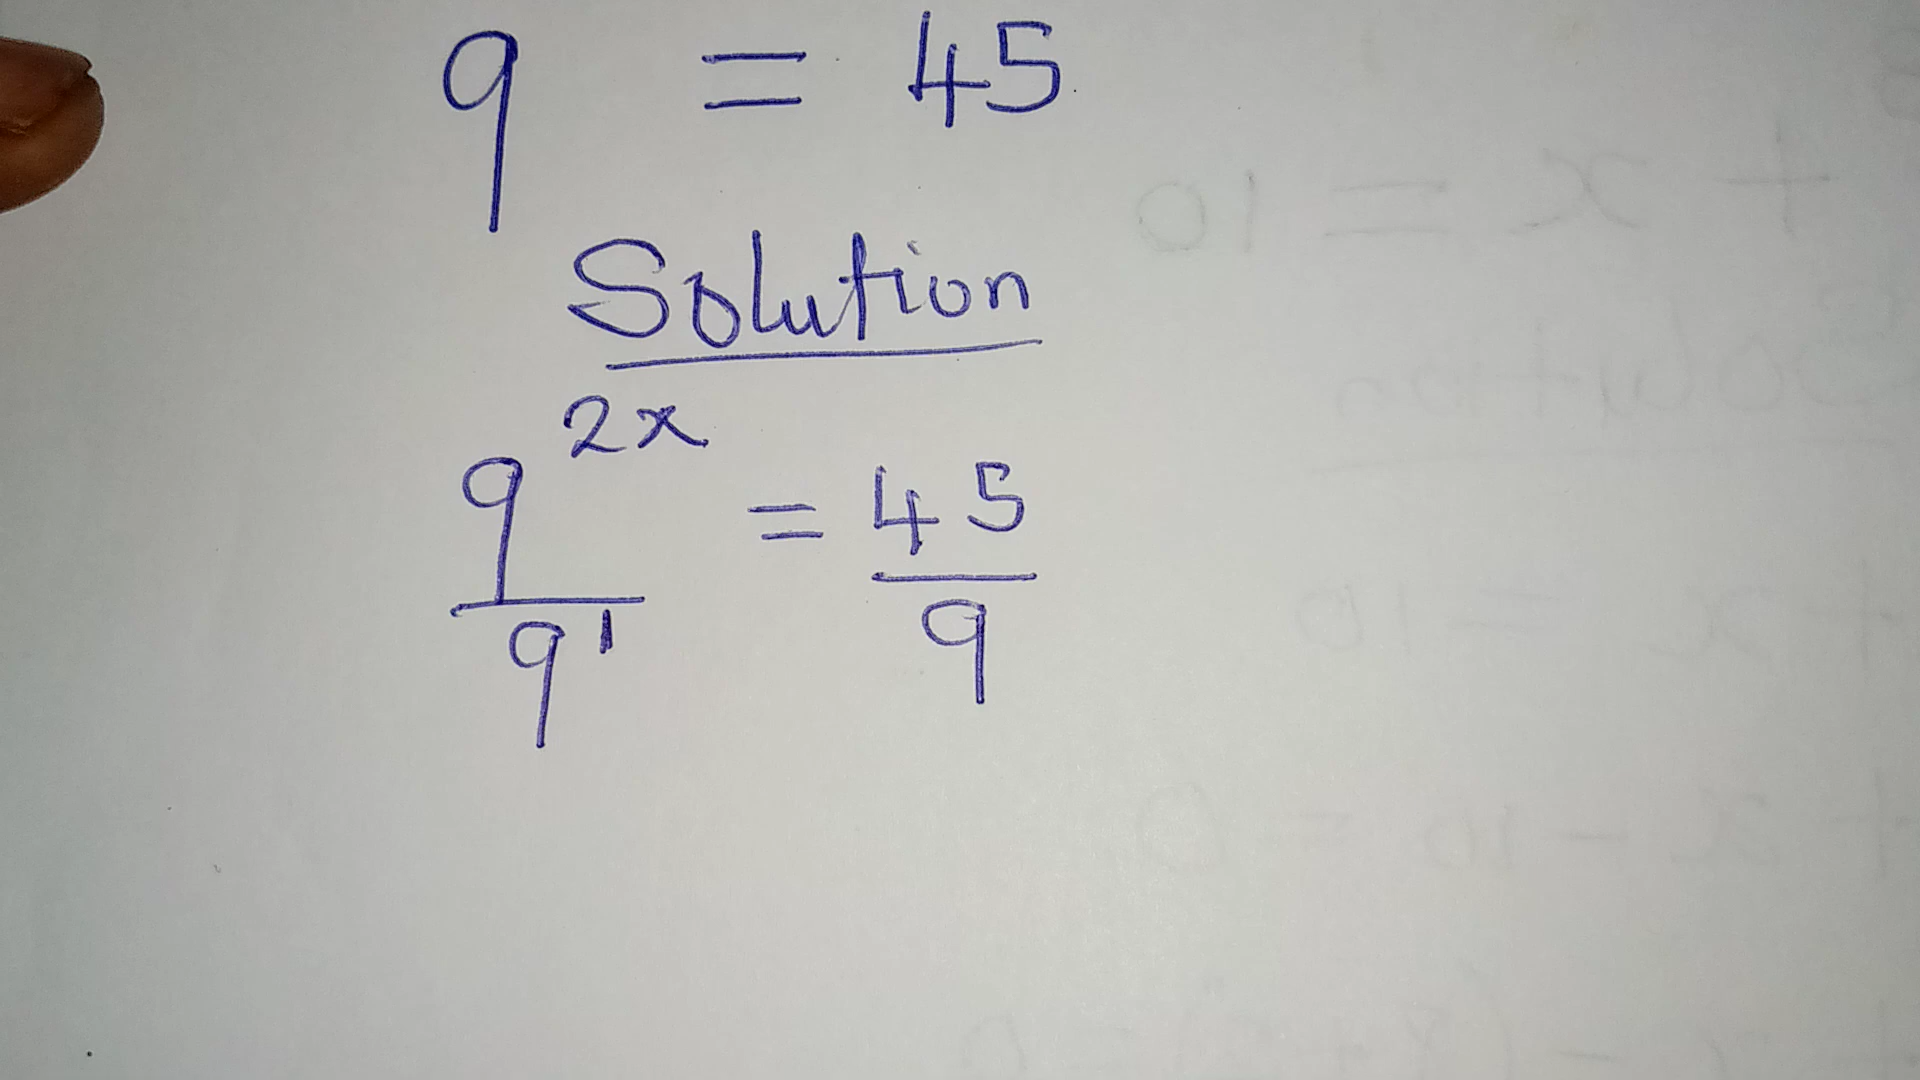 9 = 45
Solution
9^{2x}/9^1 = 45/9